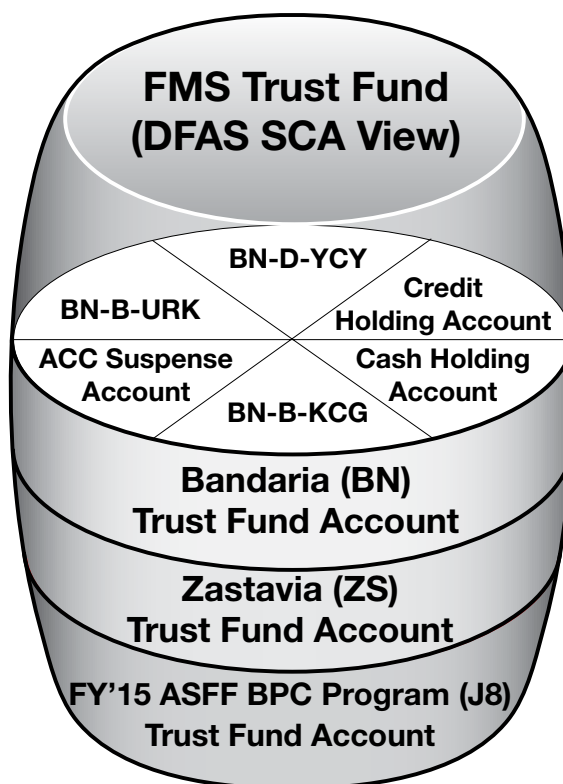 FMS Trust Fund
(DFAS SCA View)
BN-D-YCY
BN-B-URK
Credit
Holding Account
ACC Suspense
Account
Cash Holding
Account
BN-B-KCG
Bandaria (BN)
Trust Fund Account
Zastavia (ZS)
Trust Fund Account
FY’15 ASFF BPC Program (J8)
Trust Fund Account